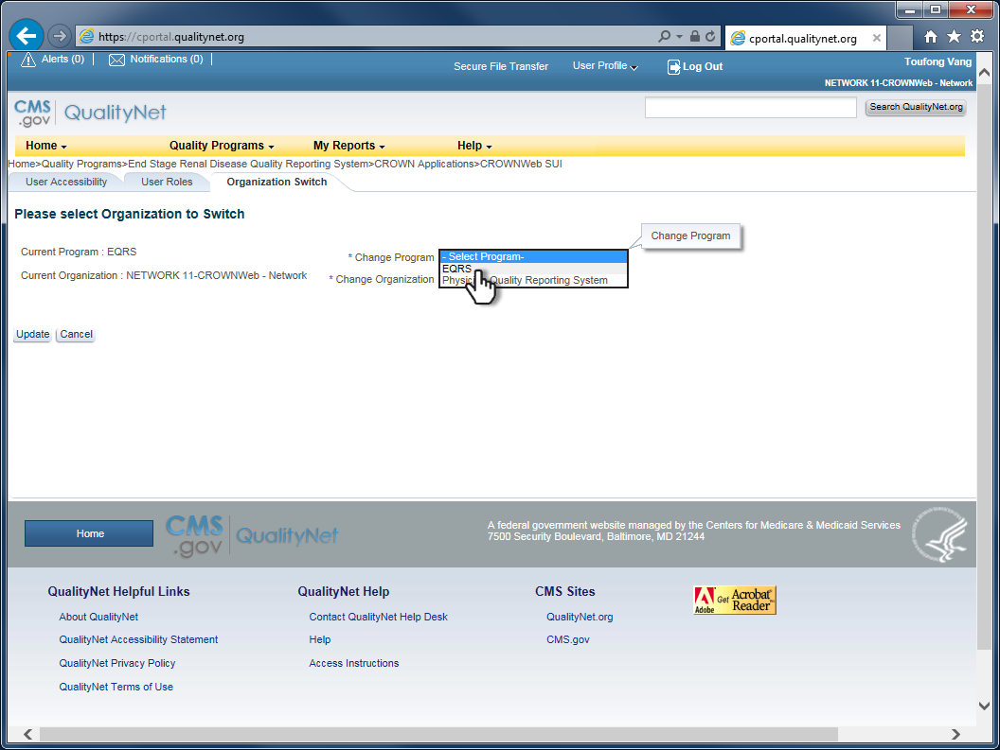 https://cportal.qualitynet.org
cportal.qualitynet.org
Alerts (0)
Notifications (0)
Secure File Transfer
User Profile
Log Out
Toufong Vang
NETWORK 11-CROWNWeb - Network
CMS
.gov
QualityNet
Search QualityNet.org
Home
Quality Programs
My Reports
Help
Home>Quality Programs>End Stage Renal Disease Quality Reporting System>CROWN Applications>CROWNWeb SUI
User Accessibility
User Roles
Organization Switch
Please select Organization to Switch
Change Program
Current Program : EQRS
* Change Program
- Select Program-
EQRS
Current Organization : NETWORK 11-CROWNWeb - Network
* Change Organization
Quality Reporting System
Update
Cancel
Home
CMS
.gov
QualityNet
A federal government website managed by the Centers for Medicare & Medicaid Services
7500 Security Boulevard, Baltimore, MD 21244
QualityNet Helpful Links
QualityNet Help
CMS Sites
About QualityNet
Contact QualityNet Help Desk
QualityNet.org
QualityNet Accessibility Statement
Help
CMS.gov
QualityNet Privacy Policy
Access Instructions
QualityNet Terms of Use
Adobe
Get Acrobat
Reader